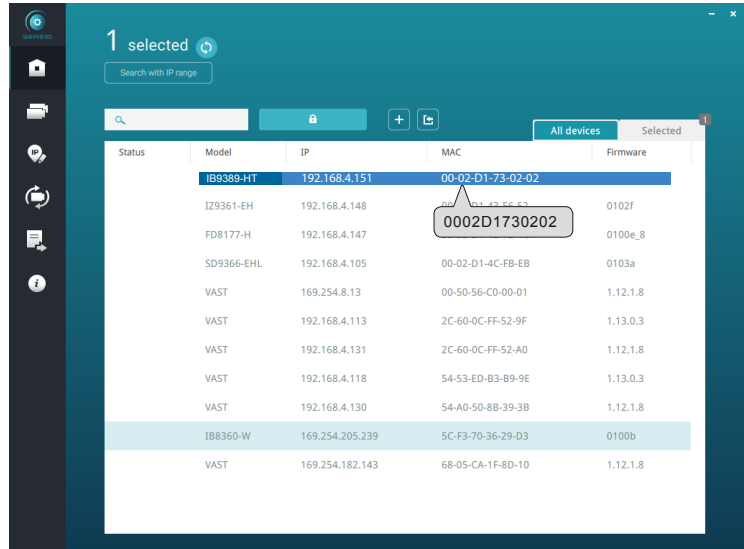 SHEPHERD
1 selected
Search with IP range
All devices Selected 1
Status Model IP MAC Firmware
IB9389-HT 192.168.4.151 00-02-D1-73-02-02
IZ9361-EH 192.168.4.148 0102f
0002D1730202
FD8177-H 192.168.4.147 0100e_8
SD9366-EHL 192.168.4.105 00-02-D1-4C-FB-EB 0103a
VAST 169.254.8.13 00-50-56-C0-00-01 1.12.1.8
VAST 192.168.4.113 2C-60-0C-FF-52-9F 1.13.0.3
VAST 192.168.4.131 2C-60-0C-FF-52-A0 1.12.1.8
VAST 192.168.4.118 54-53-ED-B3-B9-9E 1.13.0.3
VAST 192.168.4.130 54-A0-50-8B-39-3B 1.12.1.8
IB8360-W 169.254.205.239 5C-F3-70-36-29-D3 0100b
VAST 169.254.182.143 68-05-CA-1F-8D-10 1.12.1.8
IP